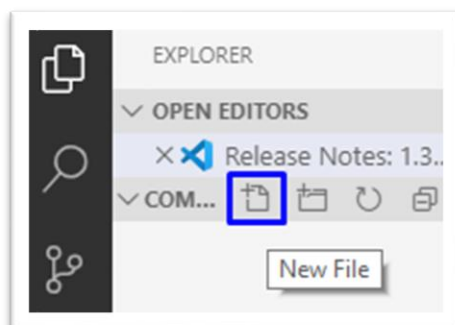 EXPLORER
OPEN EDITORS
Release Notes: 1.3..
COM...
New File